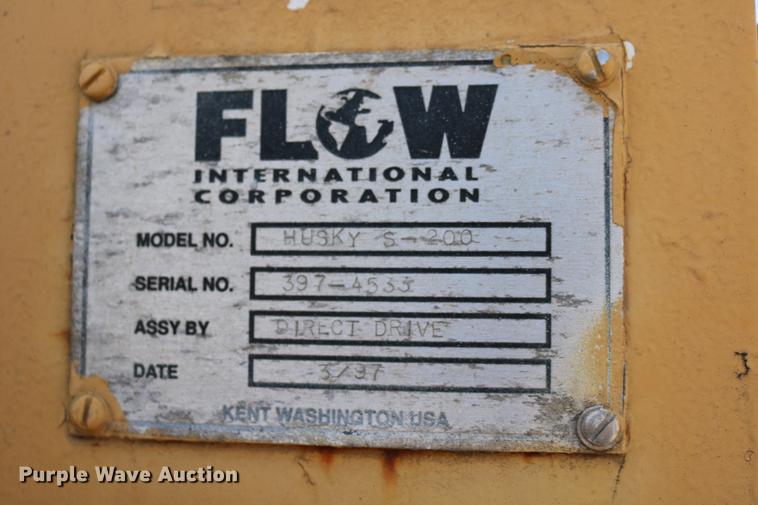 FLOW
INTERNATIONAL
CORPORATION
MODEL NO. HUSKY S-200
SERIAL NO. 397-4533
ASSY BY DIRECT DRIVE
DATE 3/97
KENT WASHINGTON USA
Purple Wave Auction